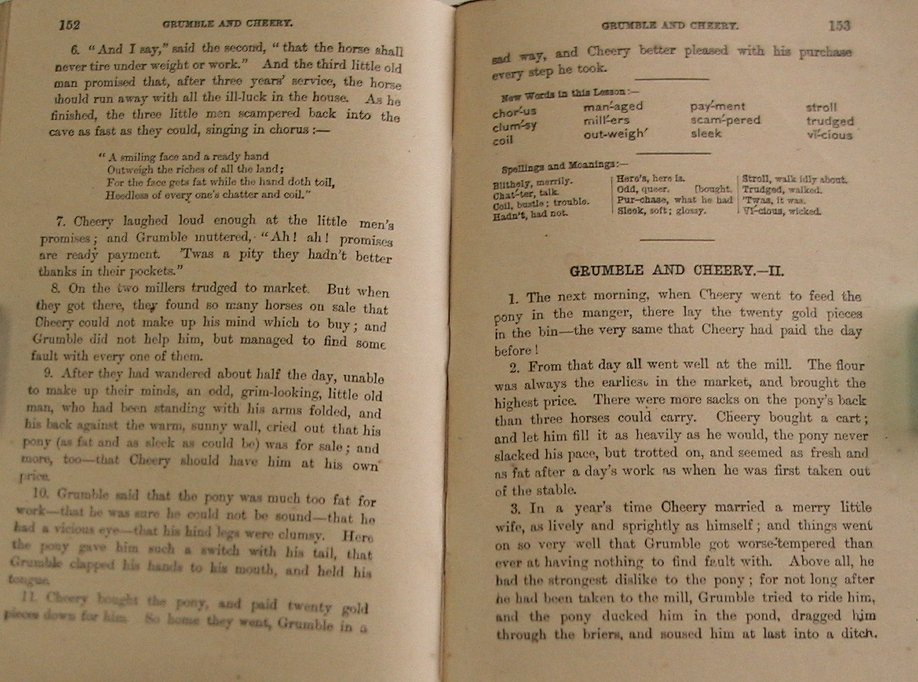 152 GRUMBLE AND CHEERY.
6. "And I say," said the second, "that the horse shall
never tire under weight or work." And the third little old
man promised that, after three years' service, the horse
should run away with all the ill-luck in the house. As he
finished, the three little men scampered back into the
cave as fast as they could, singing in chorus :—
"A smiling face and a ready hand
Outweigh the riches of all the land;
For the face gets fat while the hand doth toil,
Heedless of every one's chatter and coil."
7. Cheery laughed loud enough at the little men's
promises; and Grumble muttered, "Ah! ah! promises
are ready payment. 'Twas a pity they hadn't better
thanks in their pockets."
8. On the two millers trudged to market. But when
they got there, they found so many horses on sale that
Cheery could not make up his mind which to buy; and
Grumble did not help him, but managed to find some
fault with every one of them.
9. After they had wandered about half the day, unable
to make up their minds, an odd, grim-looking, little old
man, who had been standing with his arms folded, and
his back against the warm, sunny wall, cried out that his
pony (as fat and as sleek as could be) was for sale; and
more, too—that Cheery should have him at his own
price.
10. Grumble said that the pony was much too fat for
work—that he was sure he could not be sound—that he
had a vicious eye—that his hind legs were clumsy. Here
the pony gave him such a switch with his tail, that
Grumble clapped his hands to his mouth, and held his
tongue.
11. Cheery bought the pony, and paid twenty gold
pieces down for him. So home they went, Grumble in a
GRUMBLE AND CHEERY. 153
sad way, and Cheery better pleased with his purchase
every step he took.
New Words in this Lesson:—
chor'-us man'-aged pay'-ment stroll
clum'-sy mill'-ers scam'-pered trudged
coil out-weigh' sleek vi'-cious
Spellings and Meanings:—
Blithely, merrily. Here's, here is. Stroll, walk idly about.
Chat'-ter, talk. Odd, queer. [bought. Trudged, walked.
Coil, bustle; trouble. Pur-chase, what he had 'Twas, it was.
Hadn't, had not. Sleek, soft; glossy. Vi'-cious, wicked.
GRUMBLE AND CHEERY.—II.
1. The next morning, when Cheery went to feed the
pony in the manger, there lay the twenty gold pieces
in the bin—the very same that Cheery had paid the day
before!
2. From that day all went well at the mill. The flour
was always the earliest in the market, and brought the
highest price. There were more sacks on the pony's back
than three horses could carry. Cheery bought a cart;
and let him fill it as heavily as he would, the pony never
slacked his pace, but trotted on, and seemed as fresh and
as fat after a day's work as when he was first taken out
of the stable.
3. In a year's time Cheery married a merry little
wife, as lively and sprightly as himself; and things went
on so very well that Grumble got worse-tempered than
ever at having nothing to find fault with. Above all, he
had the strongest dislike to the pony; for not long after
he had been taken to the mill, Grumble tried to ride him,
and the pony ducked him in the pond, dragged him
through the briers, and soused him at last into a ditch.